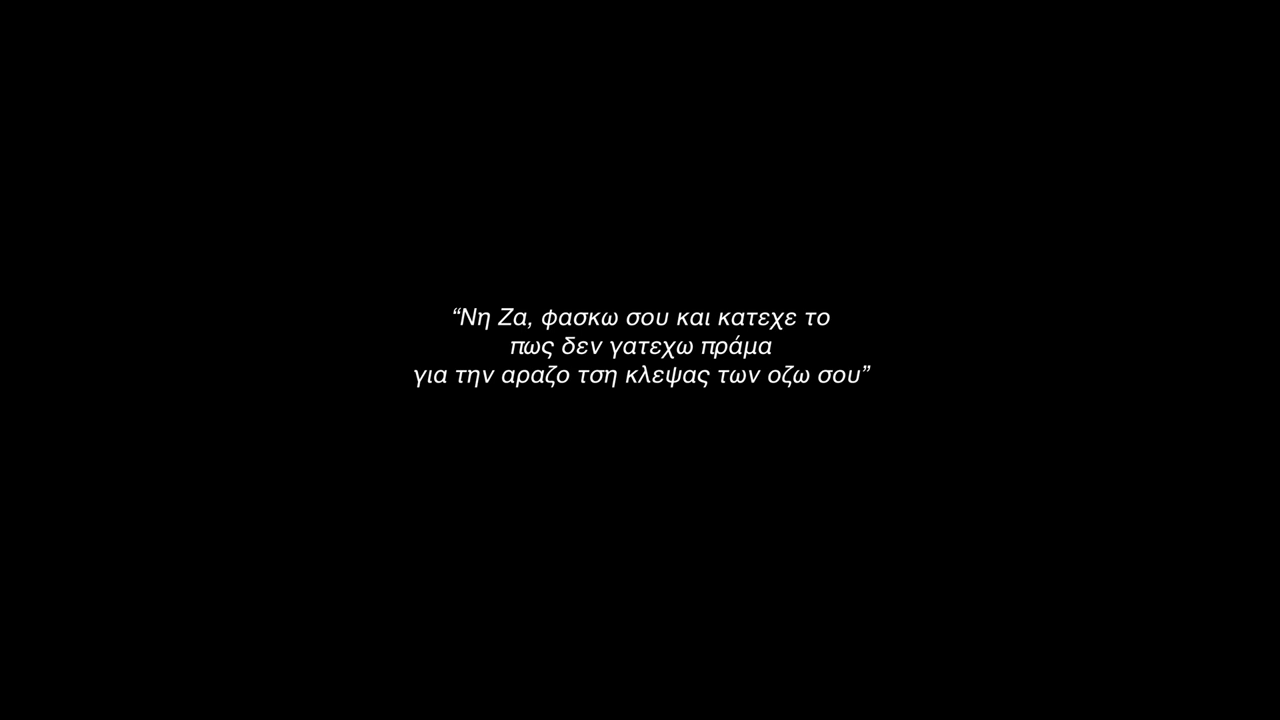 “Νη Ζα, φασκω σου και κατεχε το
πως δεν γατεχω πράμα
για την αραζο τση κλεψας των οζω σου”